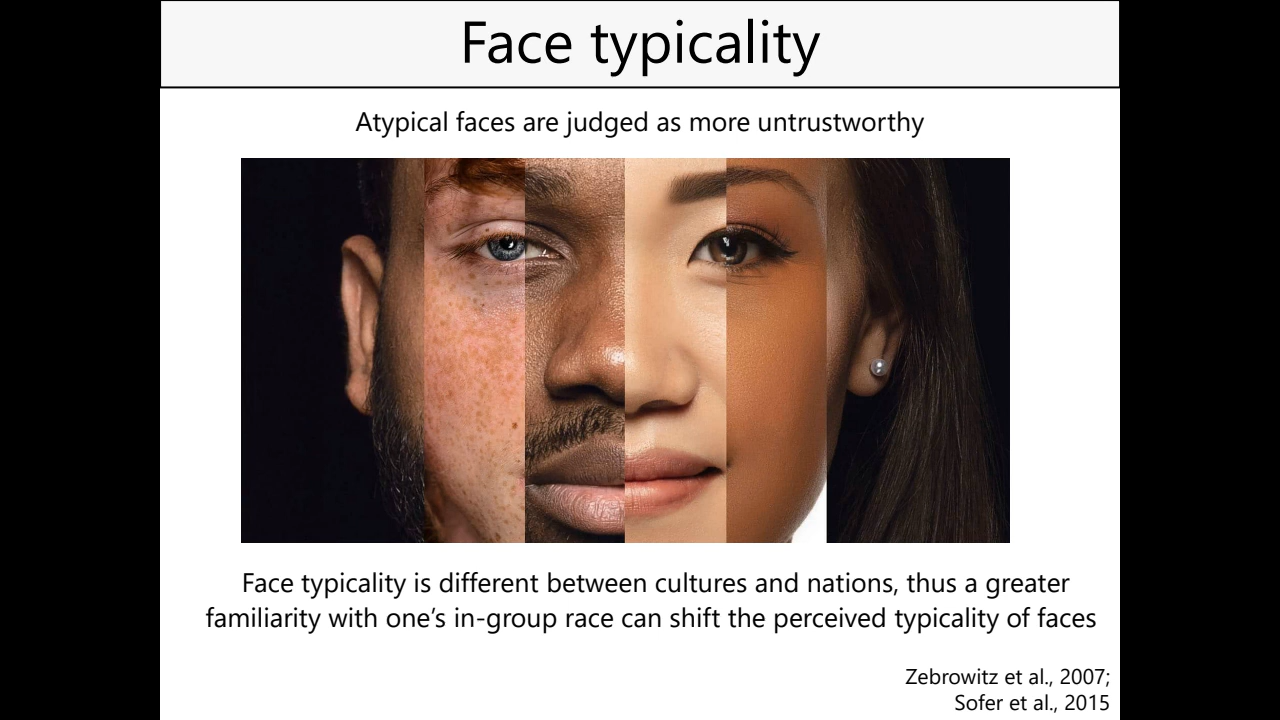 Face typicality
Atypical faces are judged as more untrustworthy
Face typicality is different between cultures and nations, thus a greater
familiarity with one’s in-group race can shift the perceived typicality of faces
Zebrowitz et al., 2007;
Sofer et al., 2015